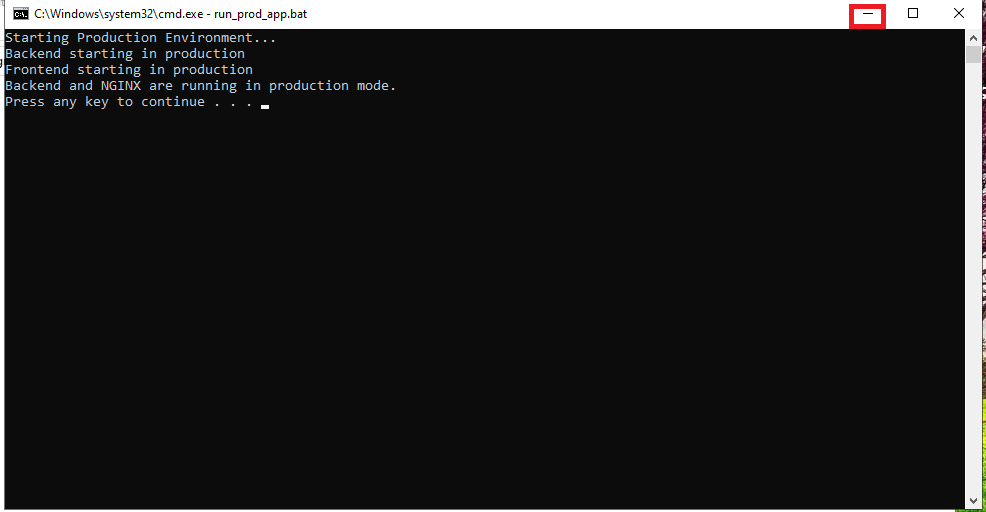 C:\Windows\system32\cmd.exe - run_prod_app.bat
Starting Production Environment...
Backend starting in production
Frontend starting in production
Backend and NGINX are running in production mode.
Press any key to continue . . .